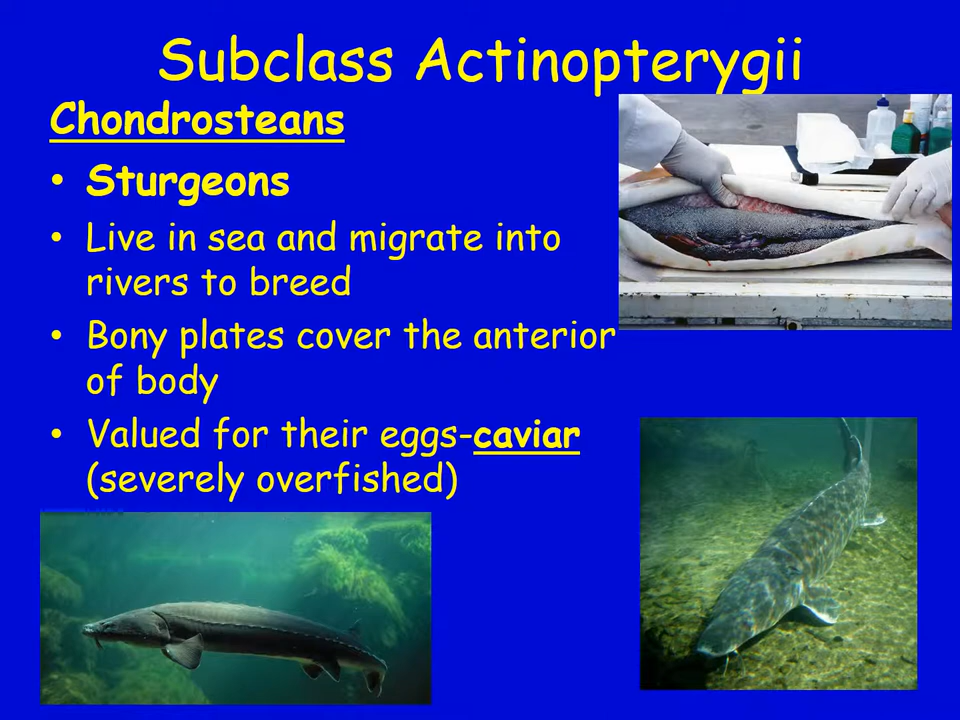 Subclass Actinopterygii
Chondrosteans
• Sturgeons
• Live in sea and migrate into
rivers to breed
• Bony plates cover the anterior
of body
• Valued for their eggs-caviar
(severely overfished)